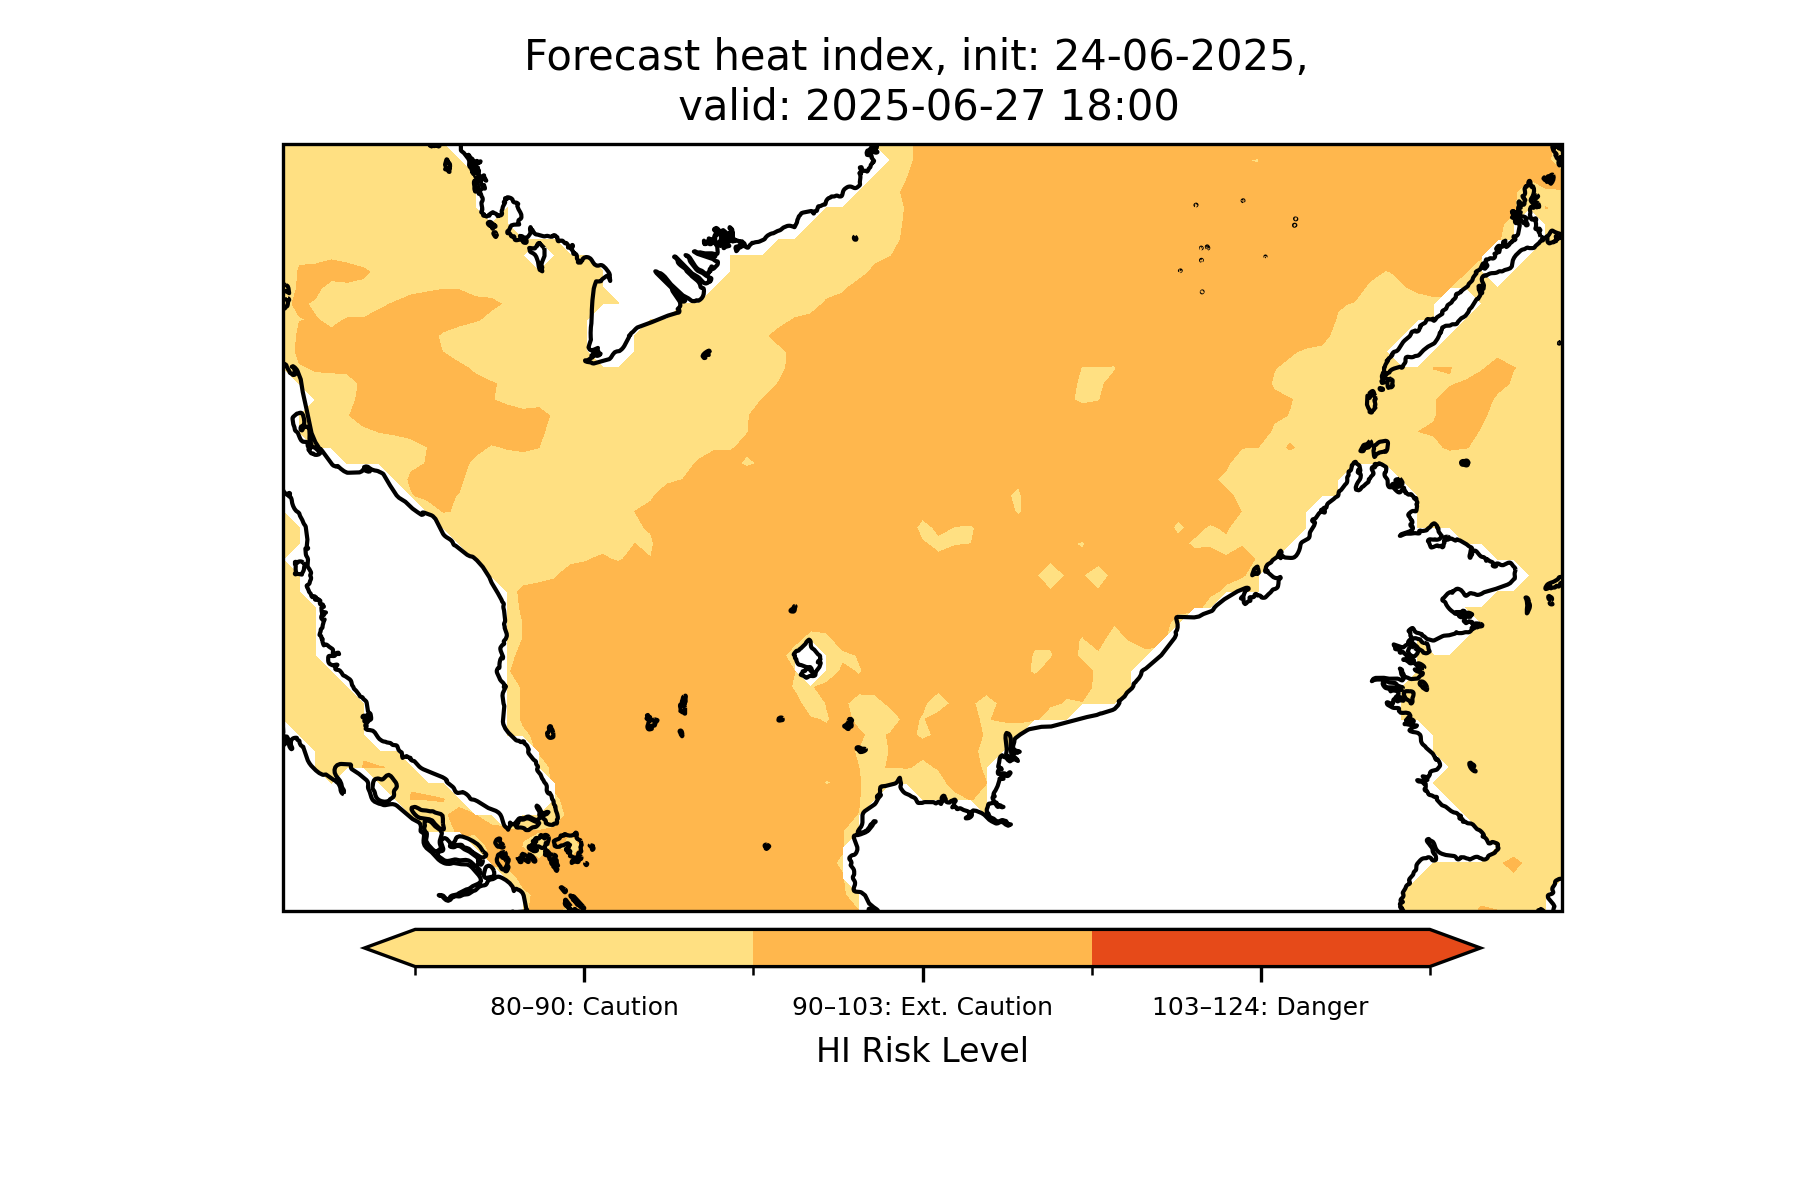 Forecast heat index, init: 24-06-2025,
valid: 2025-06-27 18:00
80–90: Caution
90–103: Ext. Caution
103–124: Danger
HI Risk Level